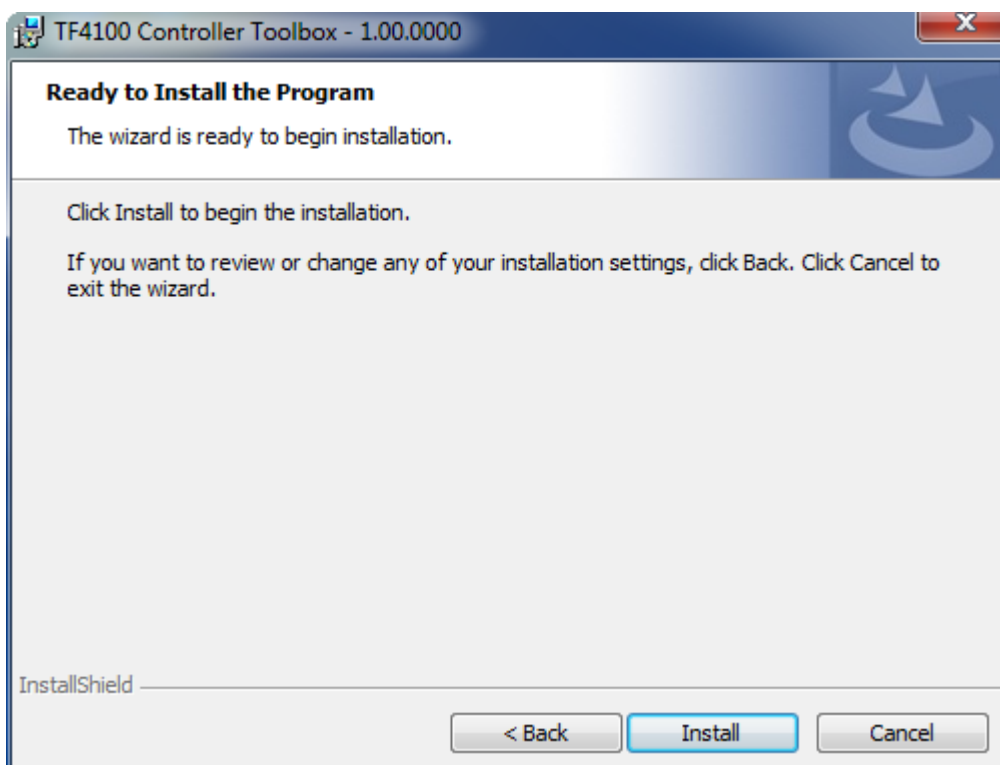 TF4100 Controller Toolbox - 1.00.0000
Ready to Install the Program
The wizard is ready to begin installation.
Click Install to begin the installation.
If you want to review or change any of your installation settings, click Back. Click Cancel to
exit the wizard.
InstallShield
< Back Install Cancel